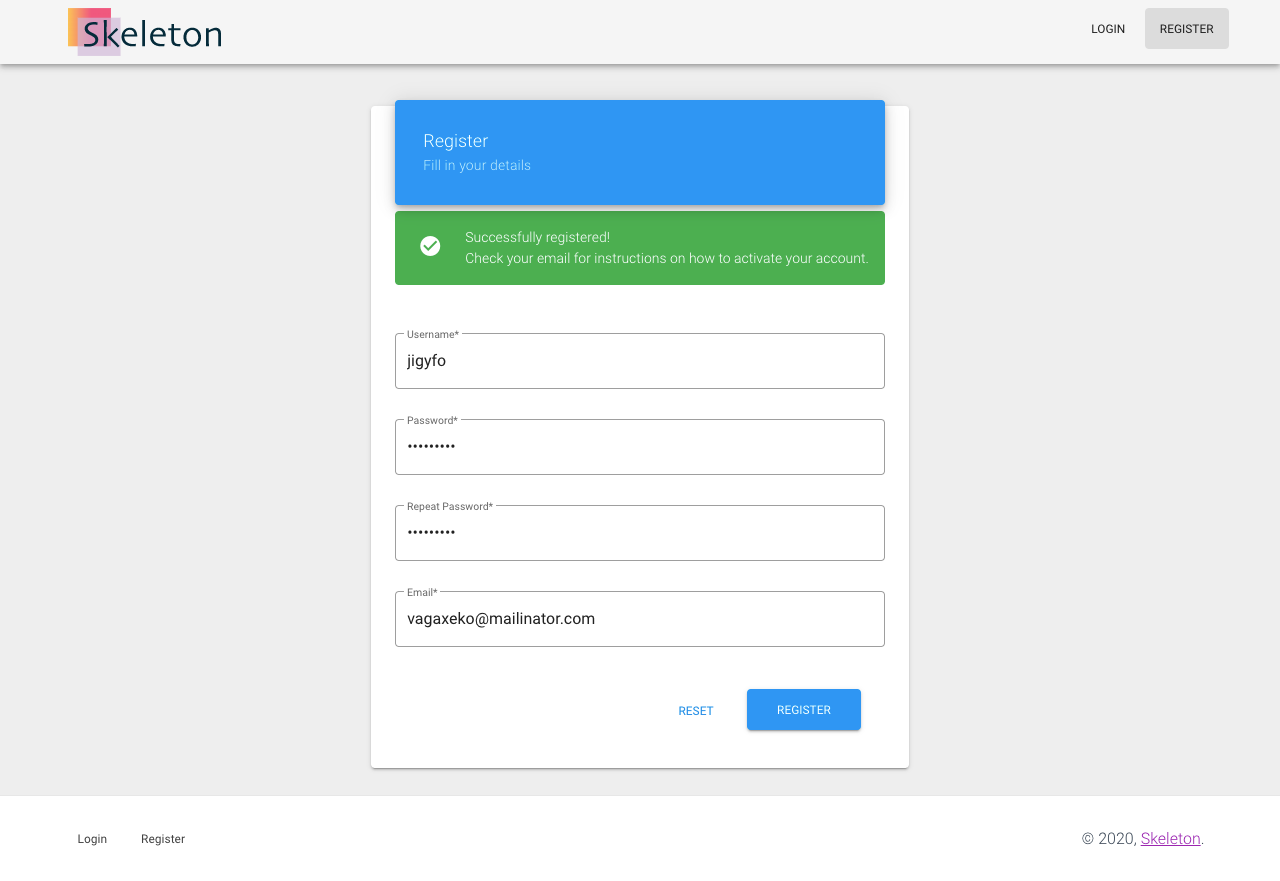 Skeleton
LOGIN
REGISTER
Register
Fill in your details
Successfully registered!
Check your email for instructions on how to activate your account.
Username*
jigyfo
Password*
•••••••••
Repeat Password*
•••••••••
Email*
vagaxeko@mailinator.com
RESET
REGISTER
Login
Register
© 2020, Skeleton.